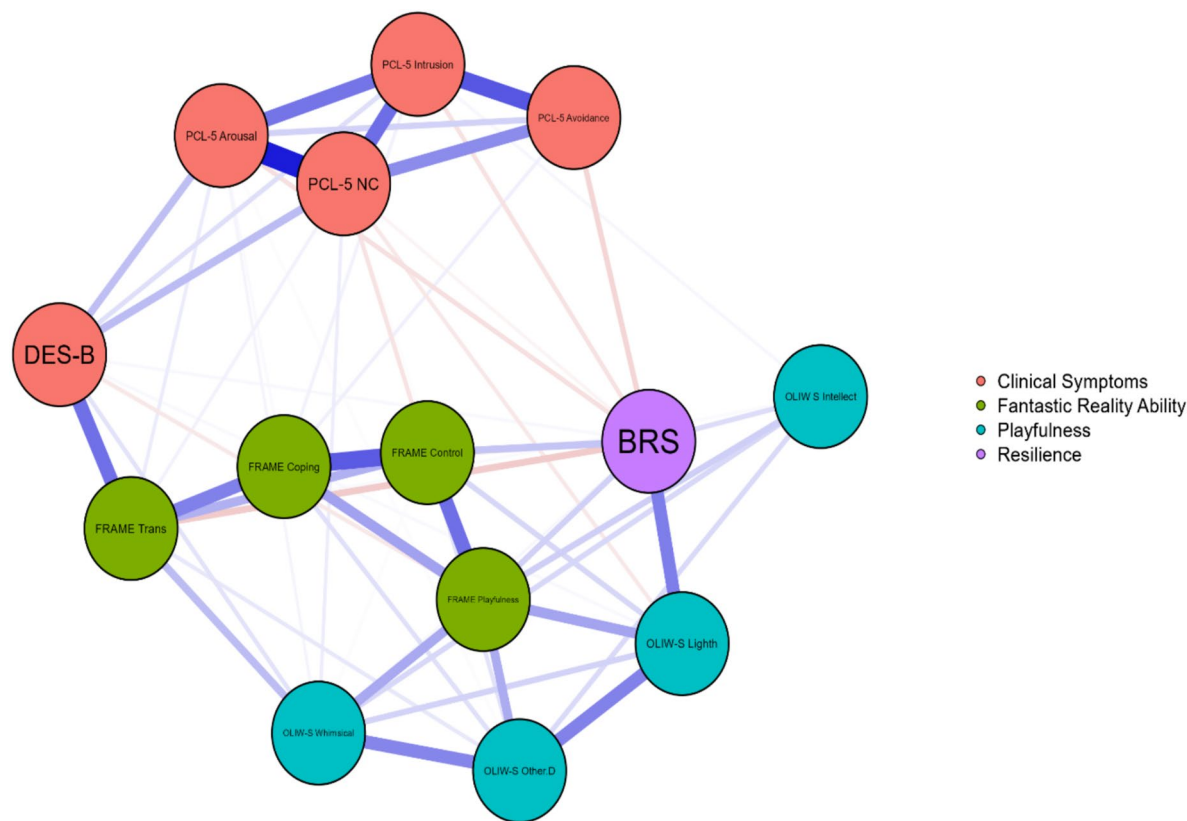 PCL-5 Intrusion
PCL-5 Avoidance
PCL-5 Arousal
PCL-5 NC
DES-B
OLIW S Intellect
Clinical Symptoms
Fantastic Reality Ability
Playfulness
Resilience
BRS
FRAME Control
FRAME Coping
FRAME Trans
FRAME Playfulness
OLIW-S Lighth
OLIW-S Whimsical
OLIW-S Other.D